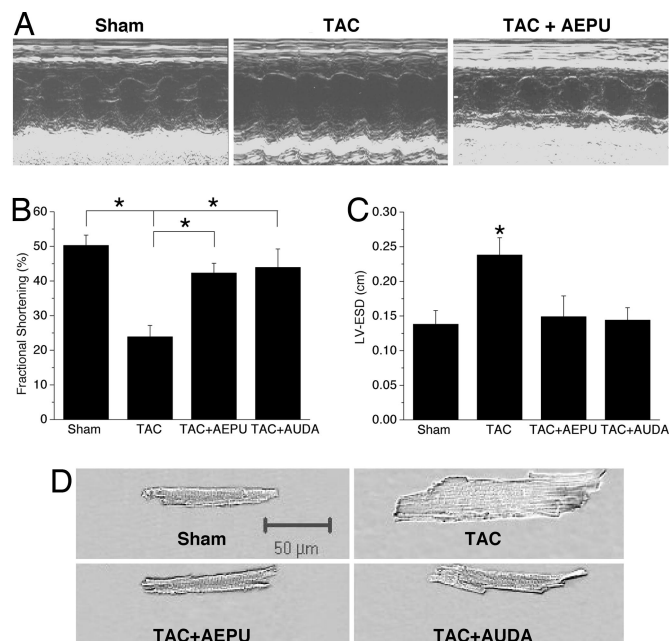 A
Sham
TAC
TAC + AEPU
B
Fractional Shortening (%)
60
50
40
30
20
10
0
*
*
*
Sham
TAC
TAC+AEPU
TAC+AUDA
C
LV-ESD (cm)
0.30
0.25
0.20
0.15
0.10
0.05
0.00
*
Sham
TAC
TAC+AEPU
TAC+AUDA
D
Sham
50 µm
TAC
TAC+AEPU
TAC+AUDA